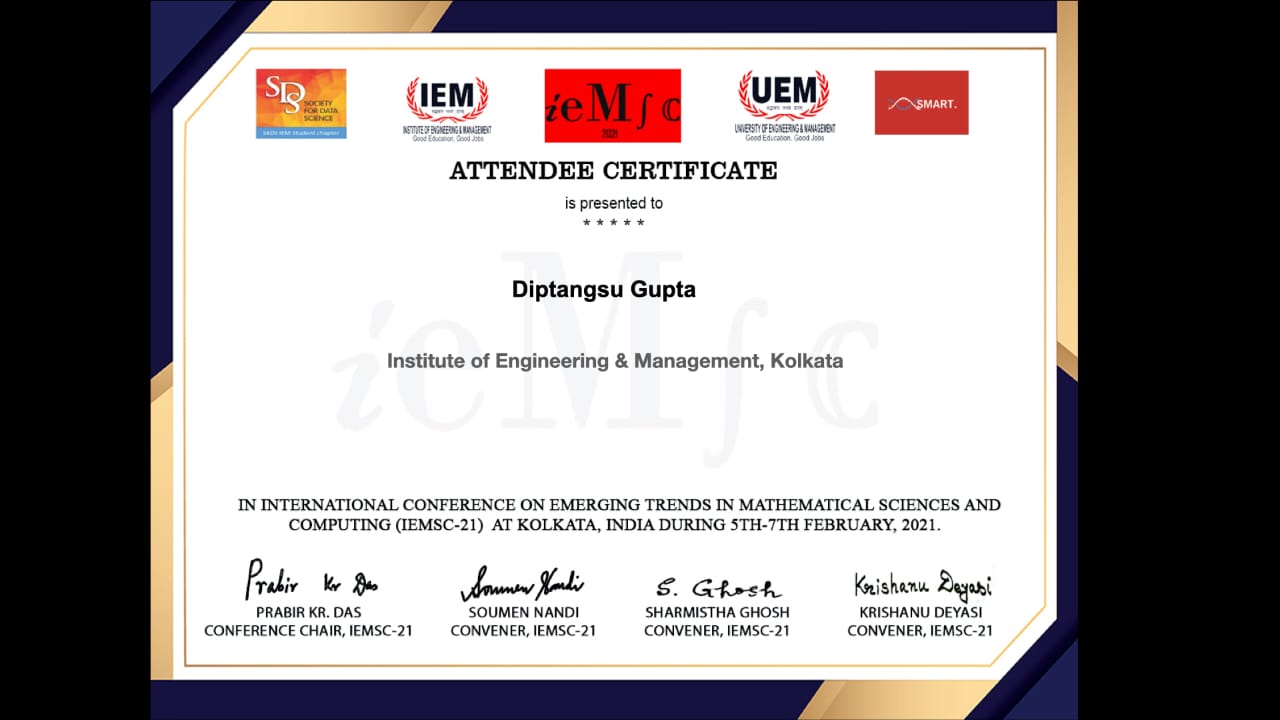 SDS
SOCIETY
FOR DATA
SCIENCE
IEM
INSTITUTE OF ENGINEERING & MANAGEMENT
Good Education, Good Jobs
ieM∫C
2021
UEM
UNIVERSITY OF ENGINEERING & MANAGEMENT
Good Education, Good Jobs
SMART.
ATTENDEE CERTIFICATE
is presented to
* * * * *
Diptangsu Gupta
Institute of Engineering & Management, Kolkata
ieM∫C
IN INTERNATIONAL CONFERENCE ON EMERGING TRENDS IN MATHEMATICAL SCIENCES AND
COMPUTING (IEMSC-21) AT KOLKATA, INDIA DURING 5TH-7TH FEBRUARY, 2021.
Prabir Kr Das
Soumen Nandi
S. Ghosh
Krishanu Deyasi
PRABIR KR. DAS
CONFERENCE CHAIR, IEMSC-21
SOUMEN NANDI
CONVENER, IEMSC-21
SHARMISTHA GHOSH
CONVENER, IEMSC-21
KRISHANU DEYASI
CONVENER, IEMSC-21